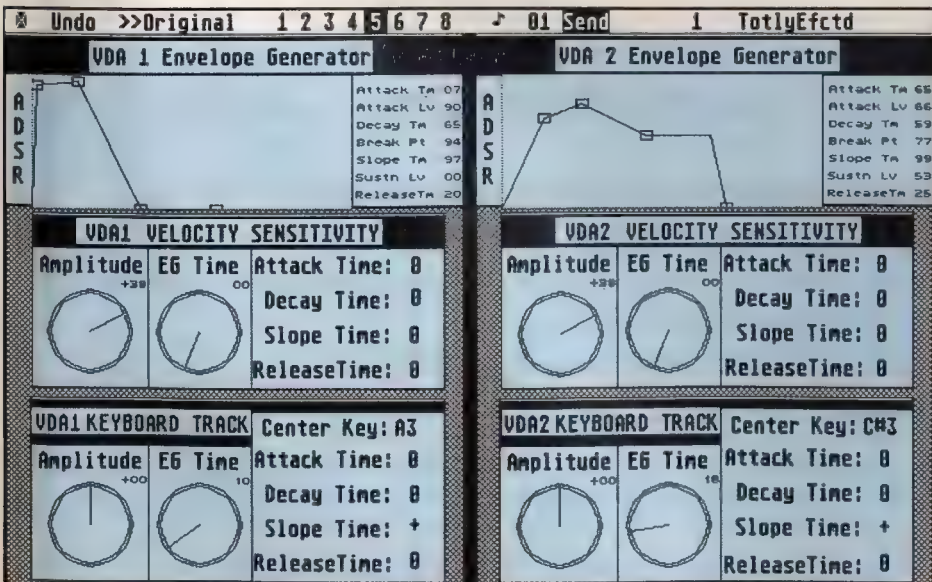 Undo >>Original 1 2 3 4 5 6 7 8 ♪ 01 Send 1 TotlyEfctd
VDA 1 Envelope Generator
ADSR
Attack Tm 07
Attack Lv 90
Decay Tm 65
Break Pt 94
Slope Tm 97
Sustn Lv 00
ReleaseTm 20
VDA 2 Envelope Generator
ADSR
Attack Tm 65
Attack Lv 66
Decay Tm 59
Break Pt 77
Slope Tm 99
Sustn Lv 53
ReleaseTm 25
VDA1 VELOCITY SENSITIVITY
Amplitude +39
EG Time 00
Attack Time: 0
Decay Time: 0
Slope Time: 0
ReleaseTime: 0
VDA2 VELOCITY SENSITIVITY
Amplitude +38
EG Time 00
Attack Time: 0
Decay Time: 0
Slope Time: 0
ReleaseTime: 0
VDA1 KEYBOARD TRACK
Amplitude +00
EG Time 10
Center Key: A3
Attack Time: 0
Decay Time: 0
Slope Time: +
ReleaseTime: 0
VDA2 KEYBOARD TRACK
Amplitude +00
EG Time 16
Center Key: C#3
Attack Time: 0
Decay Time: 0
Slope Time: +
ReleaseTime: 0